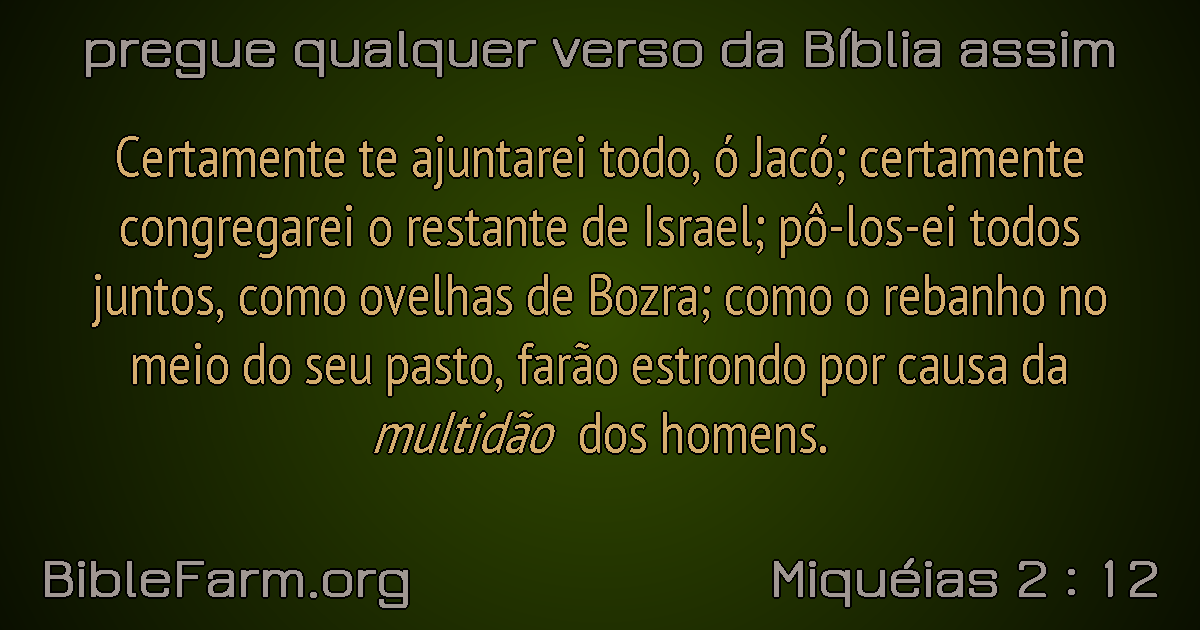 pregue qualquer verso da Bíblia assim
Certamente te ajuntarei todo, ó Jacó; certamente
congregarei o restante de Israel; pô-los-ei todos
juntos, como ovelhas de Bozra; como o rebanho no
meio do seu pasto, farão estrondo por causa da
multidão dos homens.
BibleFarm.org
Miquéias 2 : 12